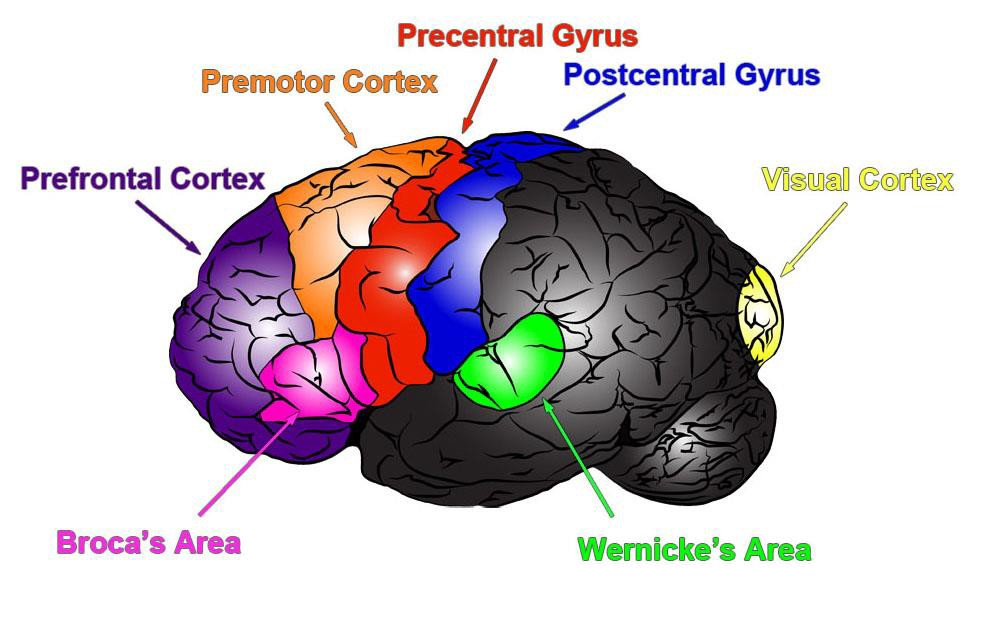 Precentral Gyrus
Premotor Cortex
Postcentral Gyrus
Prefrontal Cortex
Visual Cortex
Broca’s Area
Wernicke’s Area